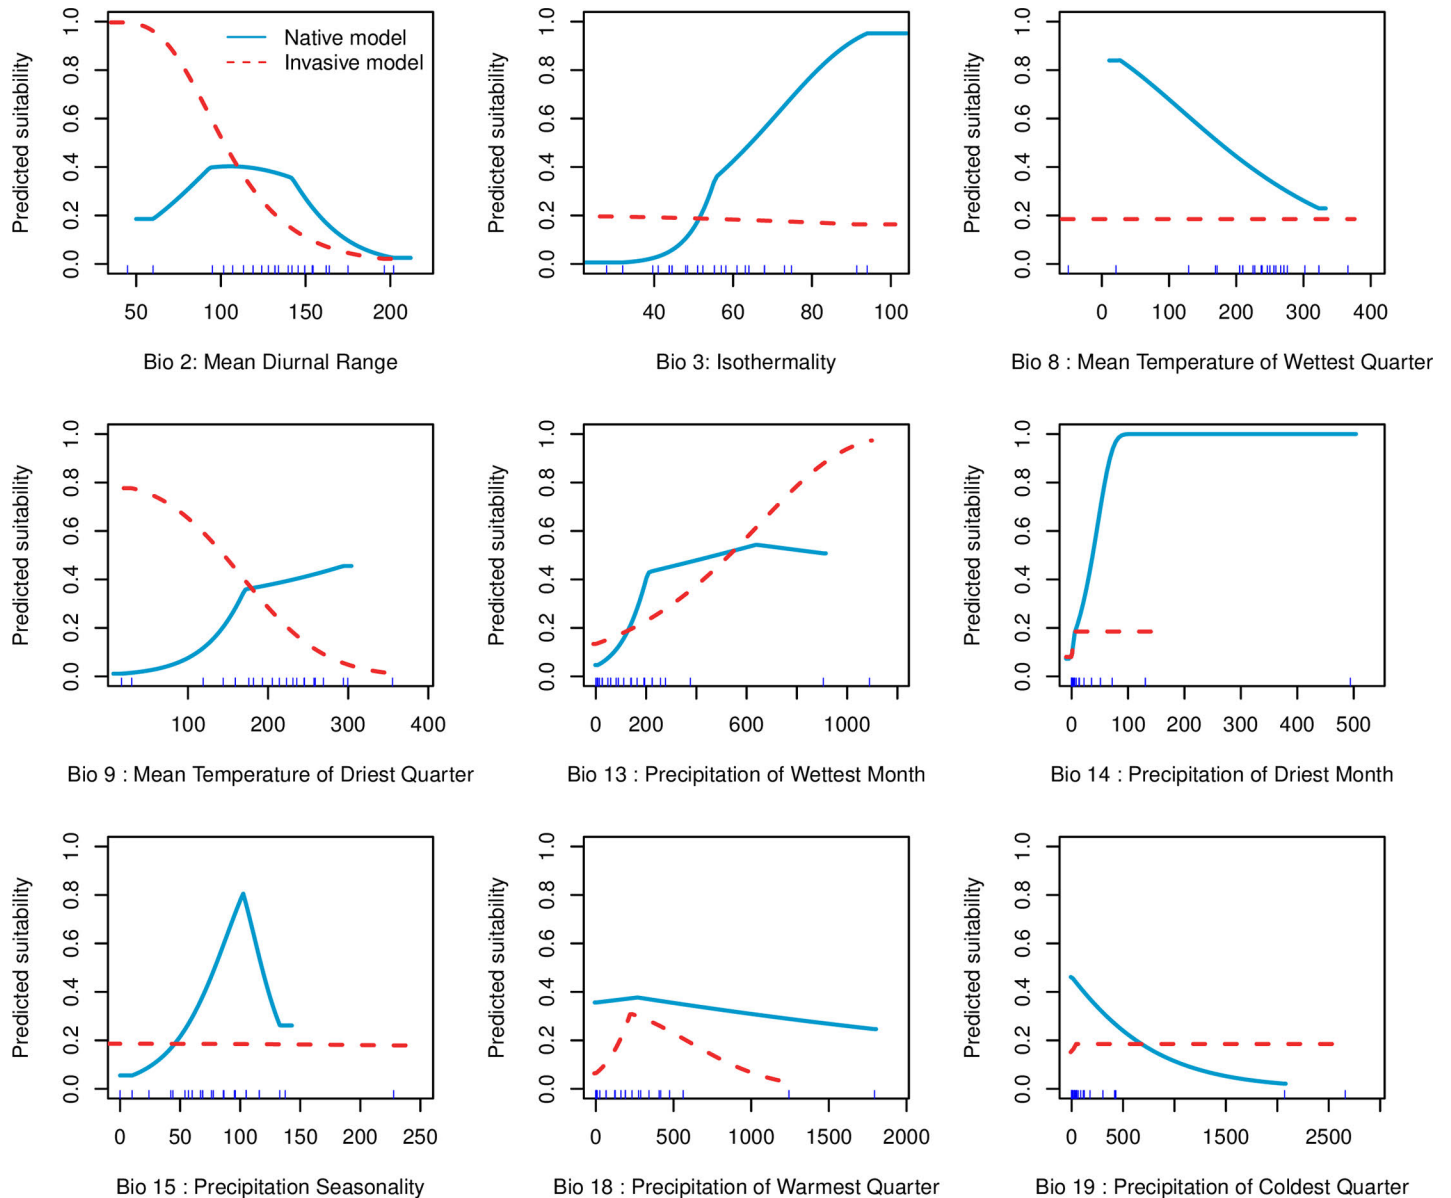 Predicted suitability
0.0 0.2 0.4 0.6 0.8 1.0
Native model
Invasive model
50 100 150 200
Bio 2: Mean Diurnal Range
Predicted suitability
0.0 0.2 0.4 0.6 0.8 1.0
40 60 80 100
Bio 3: Isothermality
Predicted suitability
0.0 0.2 0.4 0.6 0.8 1.0
0 100 200 300 400
Bio 8 : Mean Temperature of Wettest Quarter
Predicted suitability
0.0 0.2 0.4 0.6 0.8 1.0
100 200 300 400
Bio 9 : Mean Temperature of Driest Quarter
Predicted suitability
0.0 0.2 0.4 0.6 0.8 1.0
0 200 600 1000
Bio 13 : Precipitation of Wettest Month
Predicted suitability
0.0 0.2 0.4 0.6 0.8 1.0
0 100 200 300 400 500
Bio 14 : Precipitation of Driest Month
Predicted suitability
0.0 0.2 0.4 0.6 0.8 1.0
0 50 100 150 200 250
Bio 15 : Precipitation Seasonality
Predicted suitability
0.0 0.2 0.4 0.6 0.8 1.0
0 500 1000 1500 2000
Bio 18 : Precipitation of Warmest Quarter
Predicted suitability
0.0 0.2 0.4 0.6 0.8 1.0
0 500 1500 2500
Bio 19 : Precipitation of Coldest Quarter